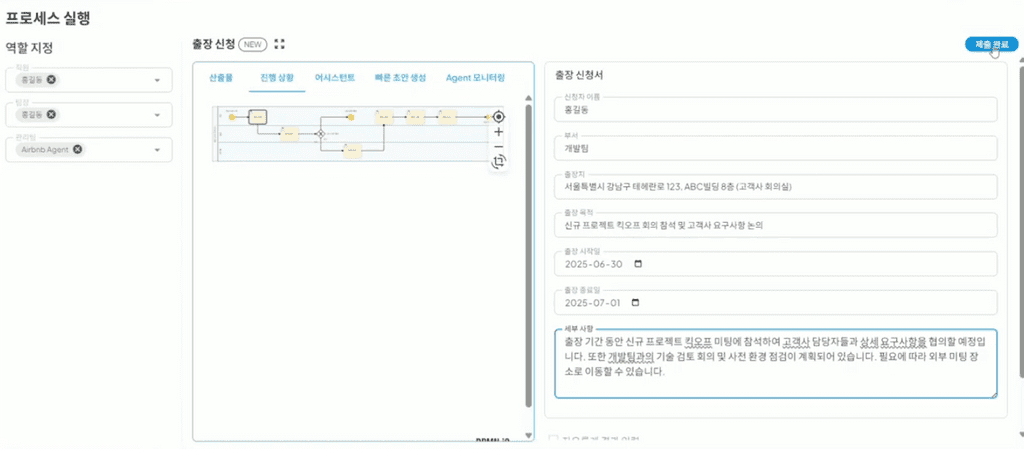 프로세스 실행
역할 지정
직원
홍길동
팀장
홍길동
관리팀
Airbnb Agent
출장 신청 NEW
제출 완료
산출물 진행 상황 어시스턴트 빠른 초안 생성 Agent 모니터링
출장 신청서
신청자 이름
홍길동
부서
개발팀
출장지
서울특별시 강남구 테헤란로 123, ABC빌딩 8층 (고객사 회의실)
출장 목적
신규 프로젝트 킥오프 회의 참석 및 고객사 요구사항 논의
출장 시작일
2025-06-30
출장 종료일
2025-07-01
세부 사항
출장 기간 동안 신규 프로젝트 킥오프 미팅에 참석하여 고객사 담당자들과 상세 요구사항을 협의할 예정입
니다. 또한 개발팀과의 기술 검토 회의 및 사전 환경 점검이 계획되어 있습니다. 필요에 따라 외부 미팅 장
소로 이동할 수 있습니다.